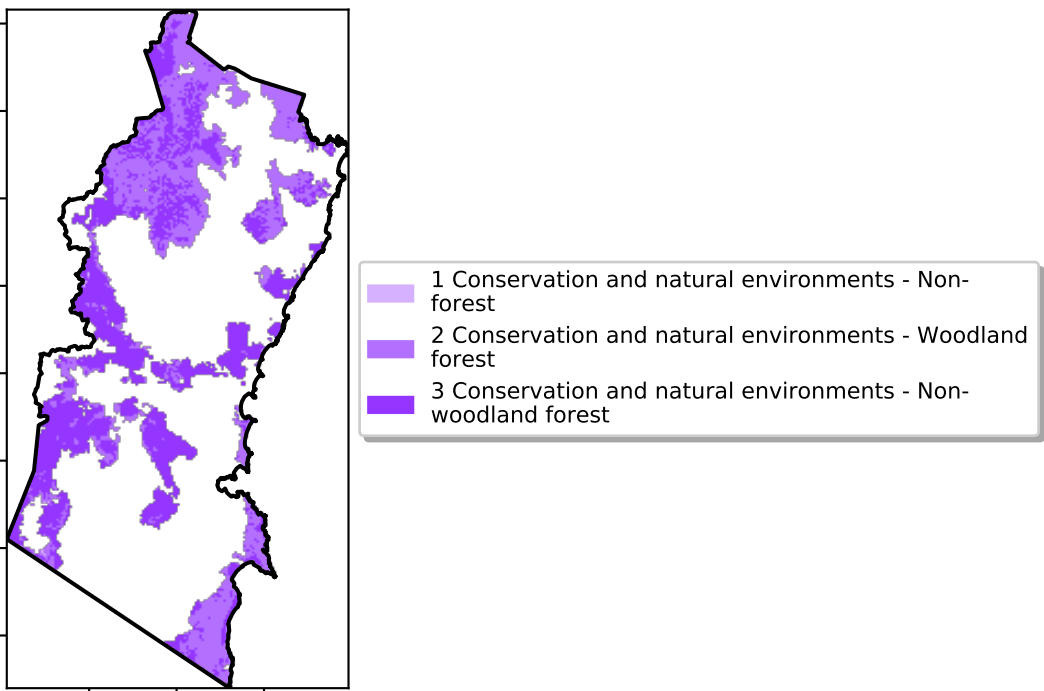 1 Conservation and natural environments - Non-
forest
2 Conservation and natural environments - Woodland
forest
3 Conservation and natural environments - Non-
woodland forest